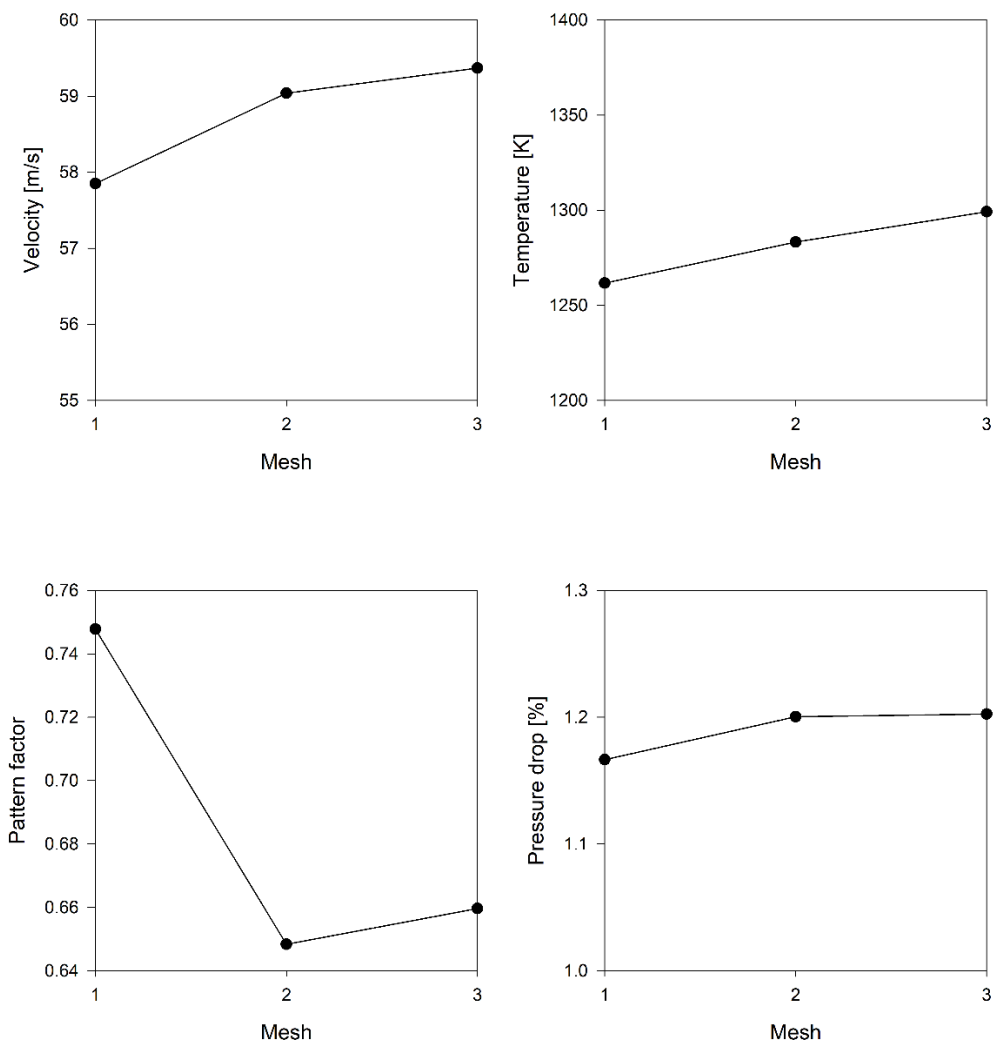 60
59
58
57
56
55
Velocity [m/s]
1 2 3
Mesh
1400
1350
1300
1250
1200
Temperature [K]
1 2 3
Mesh
0.76
0.74
0.72
0.70
0.68
0.66
0.64
Pattern factor
1 2 3
Mesh
1.3
1.2
1.1
1.0
Pressure drop [%]
1 2 3
Mesh